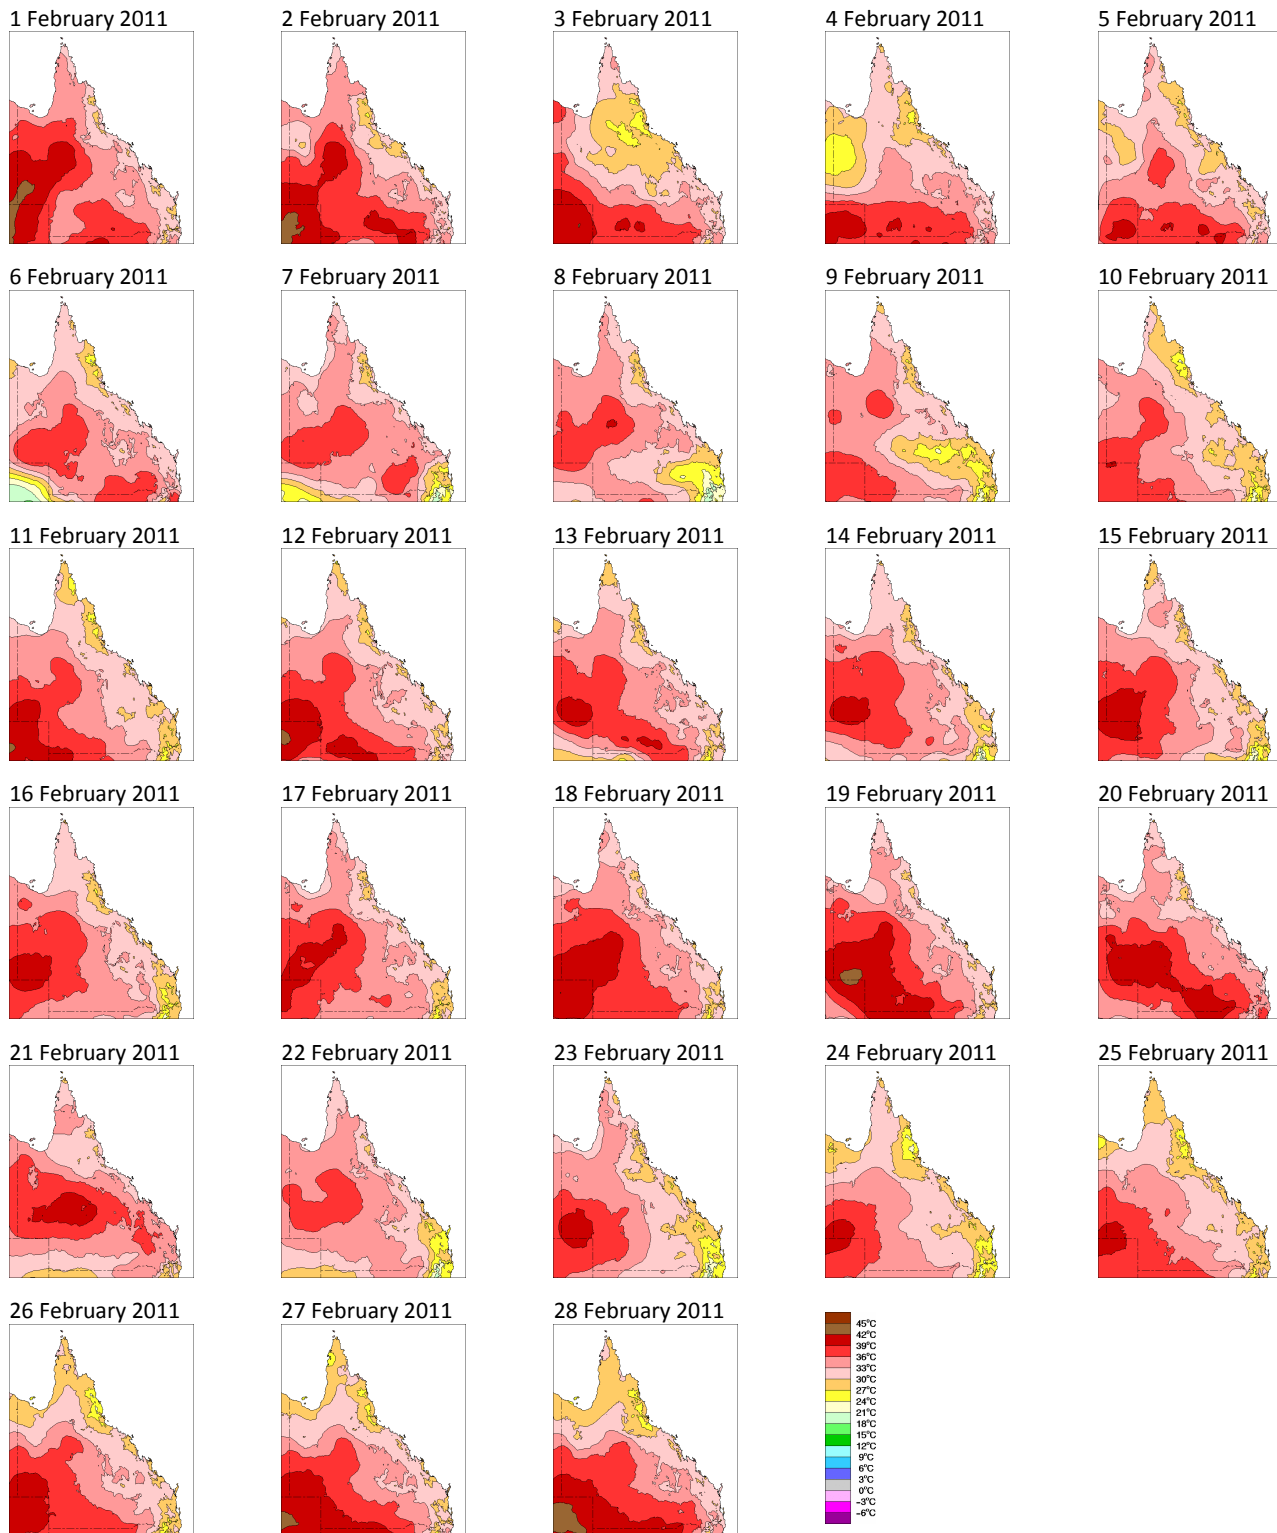 1 February 2011
2 February 2011
3 February 2011
4 February 2011
5 February 2011
6 February 2011
7 February 2011
8 February 2011
9 February 2011
10 February 2011
11 February 2011
12 February 2011
13 February 2011
14 February 2011
15 February 2011
16 February 2011
17 February 2011
18 February 2011
19 February 2011
20 February 2011
21 February 2011
22 February 2011
23 February 2011
24 February 2011
25 February 2011
26 February 2011
27 February 2011
28 February 2011
45°C
42°C
39°C
36°C
33°C
30°C
27°C
24°C
21°C
18°C
15°C
12°C
9°C
6°C
3°C
0°C
-3°C
-6°C